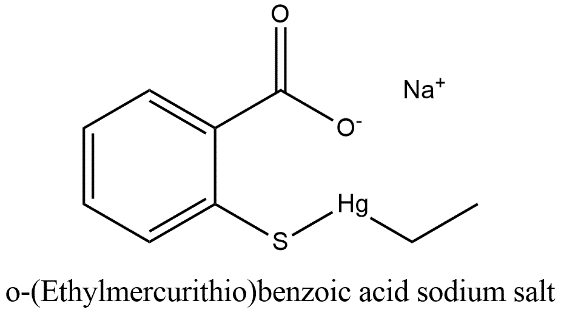 O
Na+
O-
Hg
S
o-(Ethylmercurithio)benzoic acid sodium salt